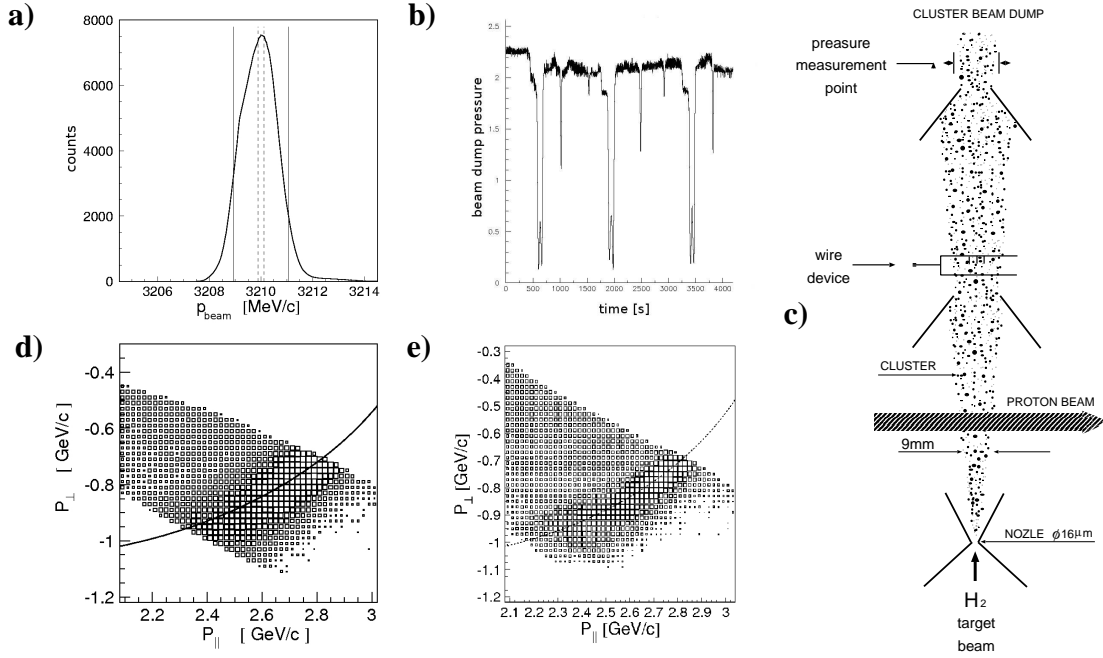 a)
counts
8000
6000
4000
2000
0
3206
3208
3210
3212
3214
p_beam [MeV/c]
b)
beam dump pressure
2.5
2.
1.5
1.
0.5
0
0
500
1000
1500
2000
2500
3000
3500
4000
time [s]
CLUSTER BEAM DUMP
preasure
measurement
point
wire
device
c)
CLUSTER
PROTON BEAM
9mm
NOZLE ϕ16μm
H₂
target
beam
d)
P⊥ [ GeV/c ]
-0.4
-0.6
-0.8
-1
-1.2
2.2
2.4
2.6
2.8
3
P|| [ GeV/c ]
e)
P⊥ [GeV/c ]
-0.3
-0.4
-0.5
-0.6
-0.7
-0.8
-0.9
-1
-1.1
-1.2
2.1
2.2
2.3
2.4
2.5
2.6
2.7
2.8
2.9
3
P|| [ GeV/c]